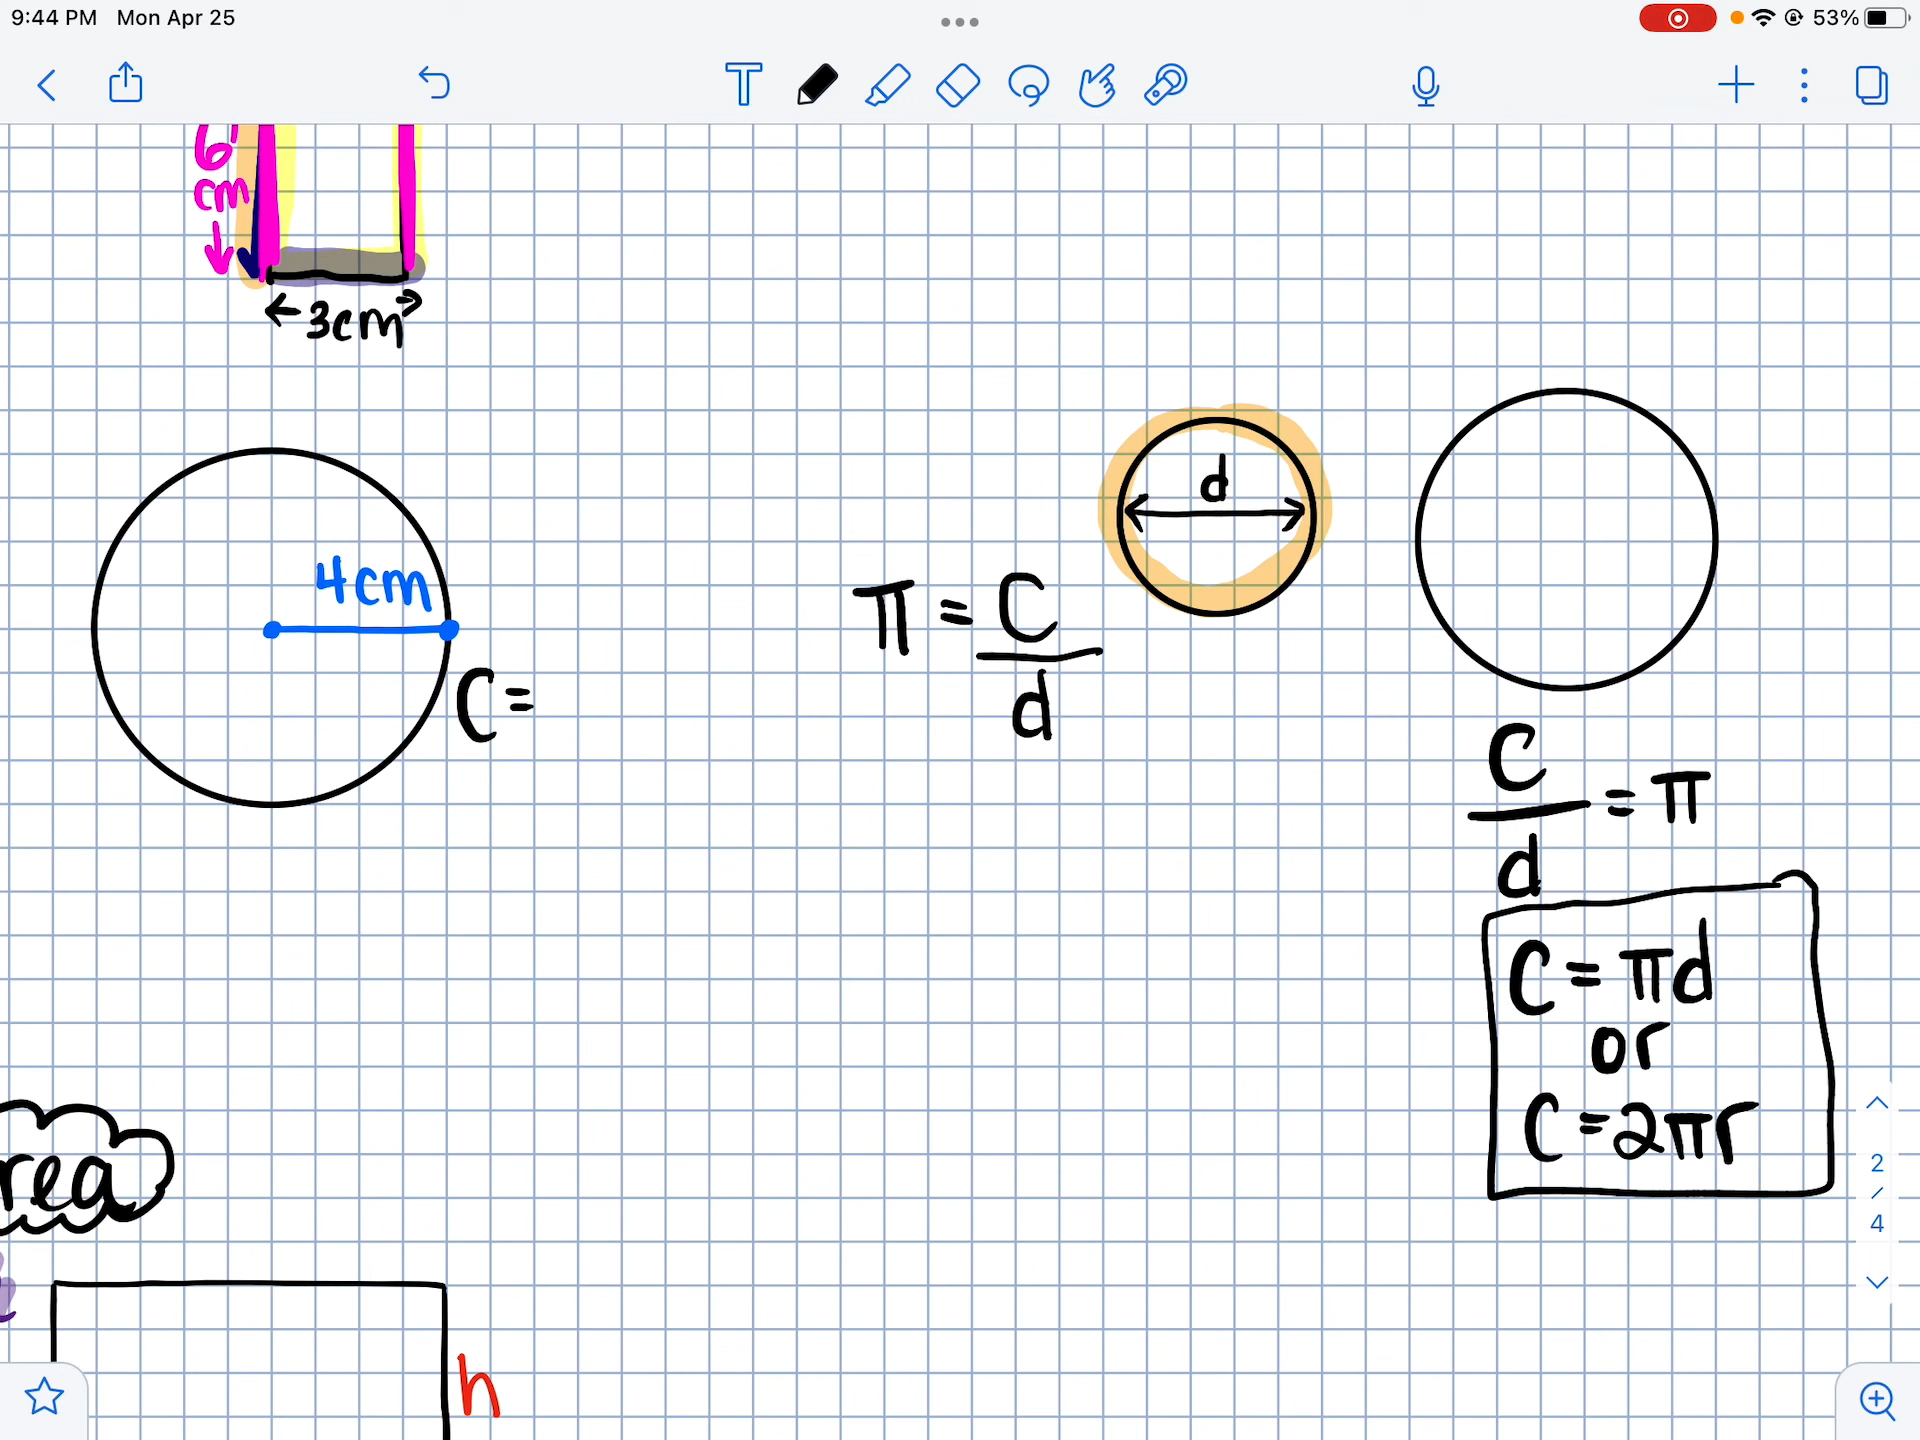 9:44 PM Mon Apr 25
53%
T
6
cm
3cm
d
4cm
π = C/d
C =
C/d = π
C = πd
or
C = 2πr
2
/
4
rea
h